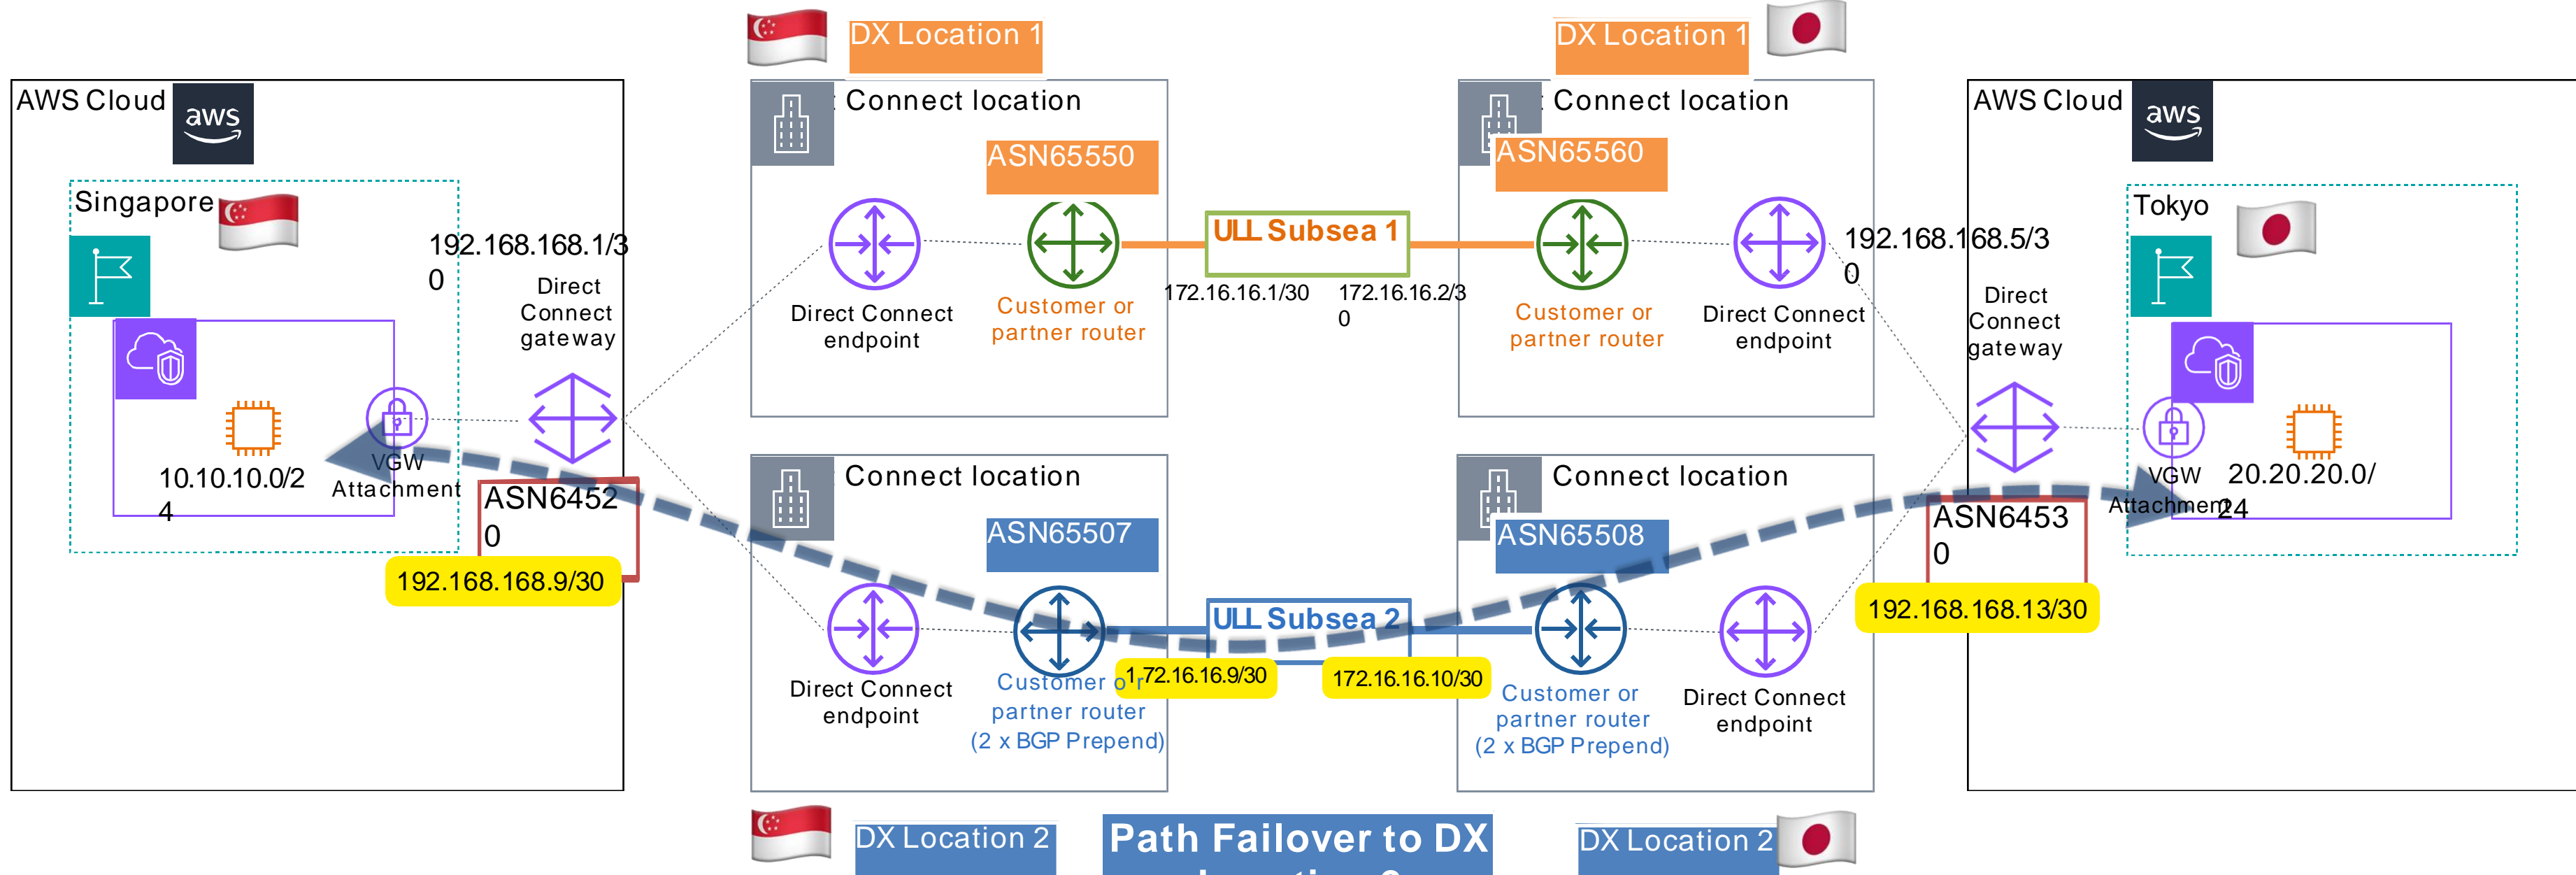 DX Location 1
DX Location 1
AWS Cloud
aws
Connect location
Connect location
AWS Cloud
aws
ASN65550
ASN65560
Singapore
Tokyo
192.168.168.1/3
0
Direct
Connect
gateway
ULL Subsea 1
192.168.168.5/3
0
Direct
Connect
gateway
172.16.16.1/30
172.16.16.2/3
0
Direct Connect
endpoint
Customer or
partner router
Customer or
partner router
Direct Connect
endpoint
10.10.10.0/2
4
VGW
Attachment
Connect location
Connect location
VGW
Attachment
20.20.20.0/
24
ASN6452
0
192.168.168.9/30
ASN65507
ASN65508
ASN6453
0
192.168.168.13/30
ULL Subsea 2
172.16.16.9/30
172.16.16.10/30
Direct Connect
endpoint
Customer or
partner router
(2 x BGP Prepend)
Customer or
partner router
(2 x BGP Prepend)
Direct Connect
endpoint
DX Location 2
Path Failover to DX
DX Location 2